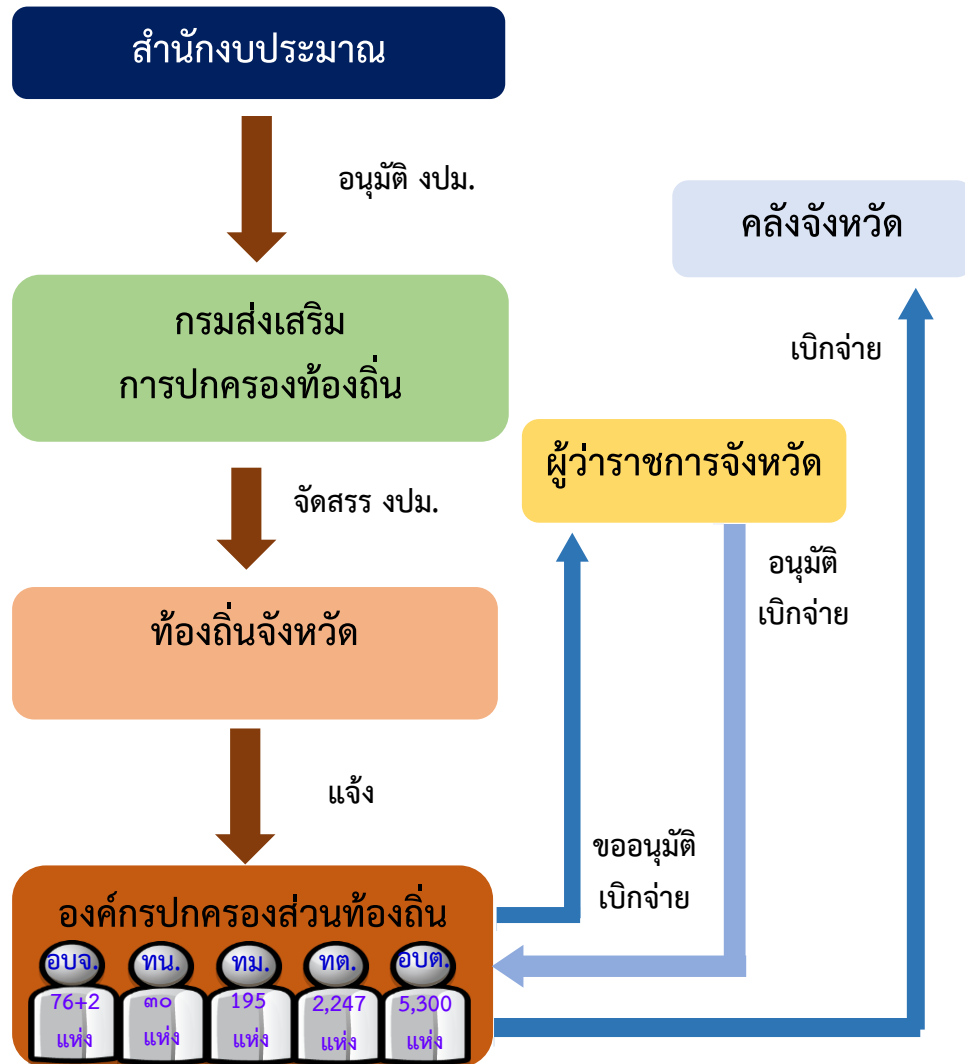 สำนักงบประมาณ
อนุมัติ งปม.
คลังจังหวัด
กรมส่งเสริม
การปกครองท้องถิ่น
เบิกจ่าย
ผู้ว่าราชการจังหวัด
จัดสรร งปม.
อนุมัติ
เบิกจ่าย
ท้องถิ่นจังหวัด
แจ้ง
ขออนุมัติ
เบิกจ่าย
องค์กรปกครองส่วนท้องถิ่น
อบจ. ทน. ทม. ทต. อบต.
76+2 ๓๐ 195 2,247 5,300
แห่ง แห่ง แห่ง แห่ง แห่ง